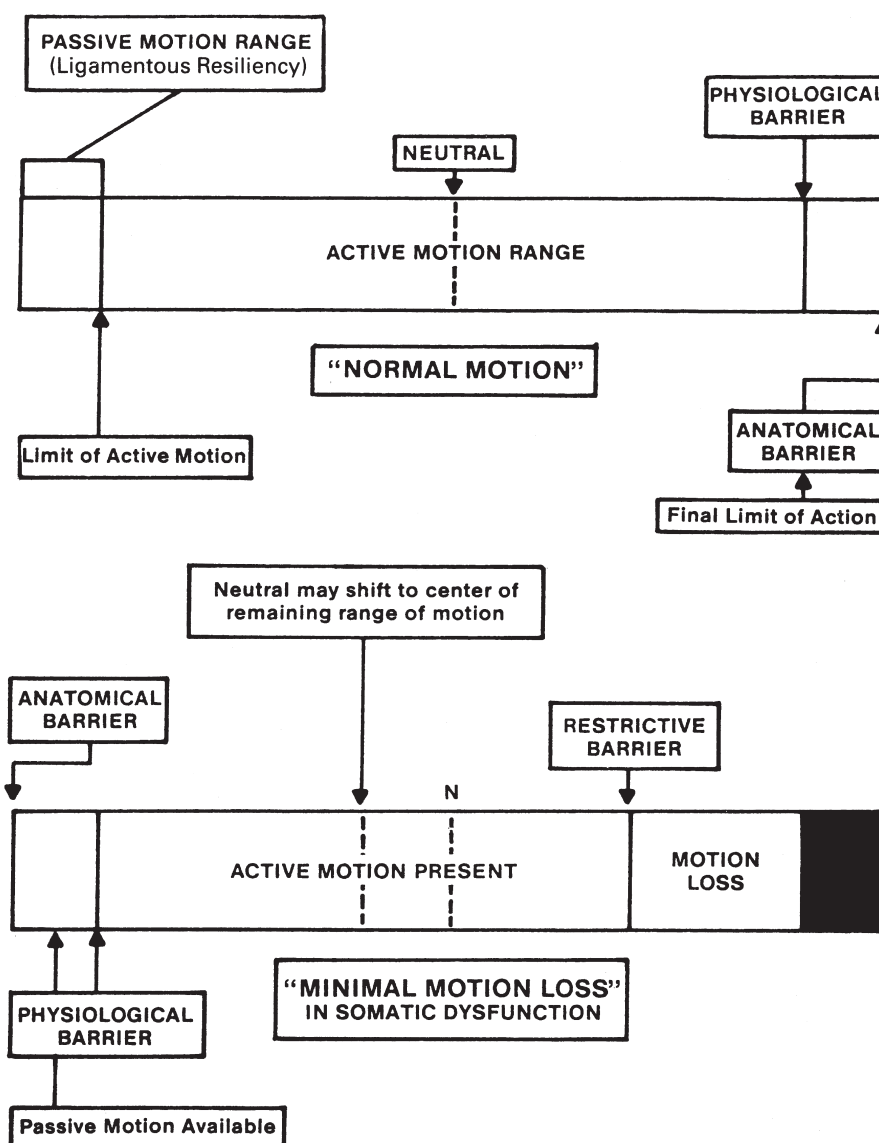 PASSIVE MOTION RANGE
(Ligamentous Resiliency)
PHYSIOLOGICAL
BARRIER
NEUTRAL
ACTIVE MOTION RANGE
“NORMAL MOTION”
Limit of Active Motion
ANATOMICAL
BARRIER
Final Limit of Action
Neutral may shift to center of
remaining range of motion
ANATOMICAL
BARRIER
RESTRICTIVE
BARRIER
N
ACTIVE MOTION PRESENT
MOTION
LOSS
“MINIMAL MOTION LOSS”
IN SOMATIC DYSFUNCTION
PHYSIOLOGICAL
BARRIER
Passive Motion Available